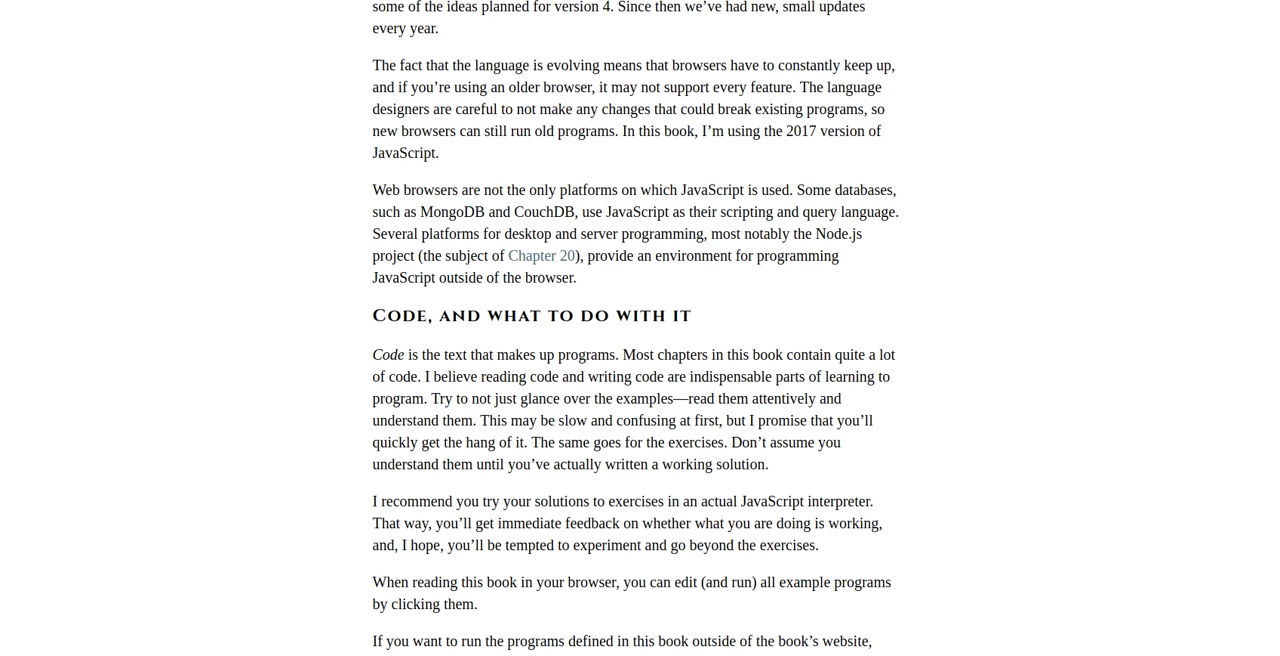 some of the ideas planned for version 4. Since then we’ve had new, small updates
every year.
The fact that the language is evolving means that browsers have to constantly keep up,
and if you’re using an older browser, it may not support every feature. The language
designers are careful to not make any changes that could break existing programs, so
new browsers can still run old programs. In this book, I’m using the 2017 version of
JavaScript.
Web browsers are not the only platforms on which JavaScript is used. Some databases,
such as MongoDB and CouchDB, use JavaScript as their scripting and query language.
Several platforms for desktop and server programming, most notably the Node.js
project (the subject of Chapter 20), provide an environment for programming
JavaScript outside of the browser.
Code, and what to do with it
Code is the text that makes up programs. Most chapters in this book contain quite a lot
of code. I believe reading code and writing code are indispensable parts of learning to
program. Try to not just glance over the examples—read them attentively and
understand them. This may be slow and confusing at first, but I promise that you’ll
quickly get the hang of it. The same goes for the exercises. Don’t assume you
understand them until you’ve actually written a working solution.
I recommend you try your solutions to exercises in an actual JavaScript interpreter.
That way, you’ll get immediate feedback on whether what you are doing is working,
and, I hope, you’ll be tempted to experiment and go beyond the exercises.
When reading this book in your browser, you can edit (and run) all example programs
by clicking them.
If you want to run the programs defined in this book outside of the book’s website,